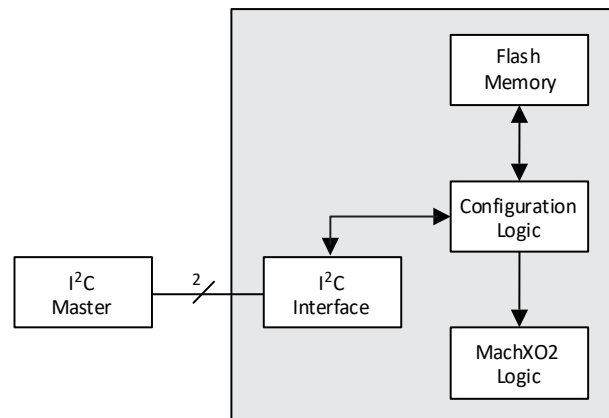 Flash
Memory
Configuration
Logic
2
I²C
Master
I²C
Interface
MachXO2
Logic